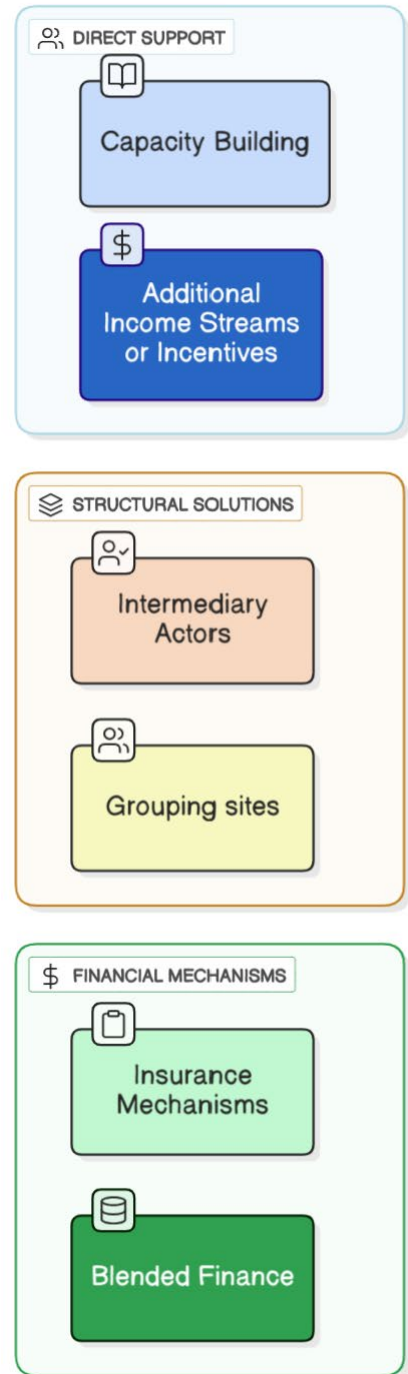 DIRECT SUPPORT
Capacity Building
$
Additional
Income Streams
or Incentives
STRUCTURAL SOLUTIONS
Intermediary
Actors
Grouping sites
$ FINANCIAL MECHANISMS
Insurance
Mechanisms
Blended Finance